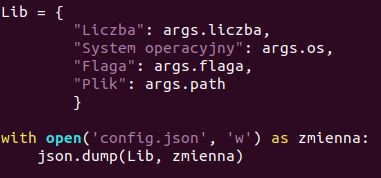 Lib = {
        "Liczba": args.liczba,
        "System operacyjny": args.os,
        "Flaga": args.flaga,
        "Plik": args.path
        }
with open('config.json', 'w') as zmienna:
    json.dump(Lib, zmienna)